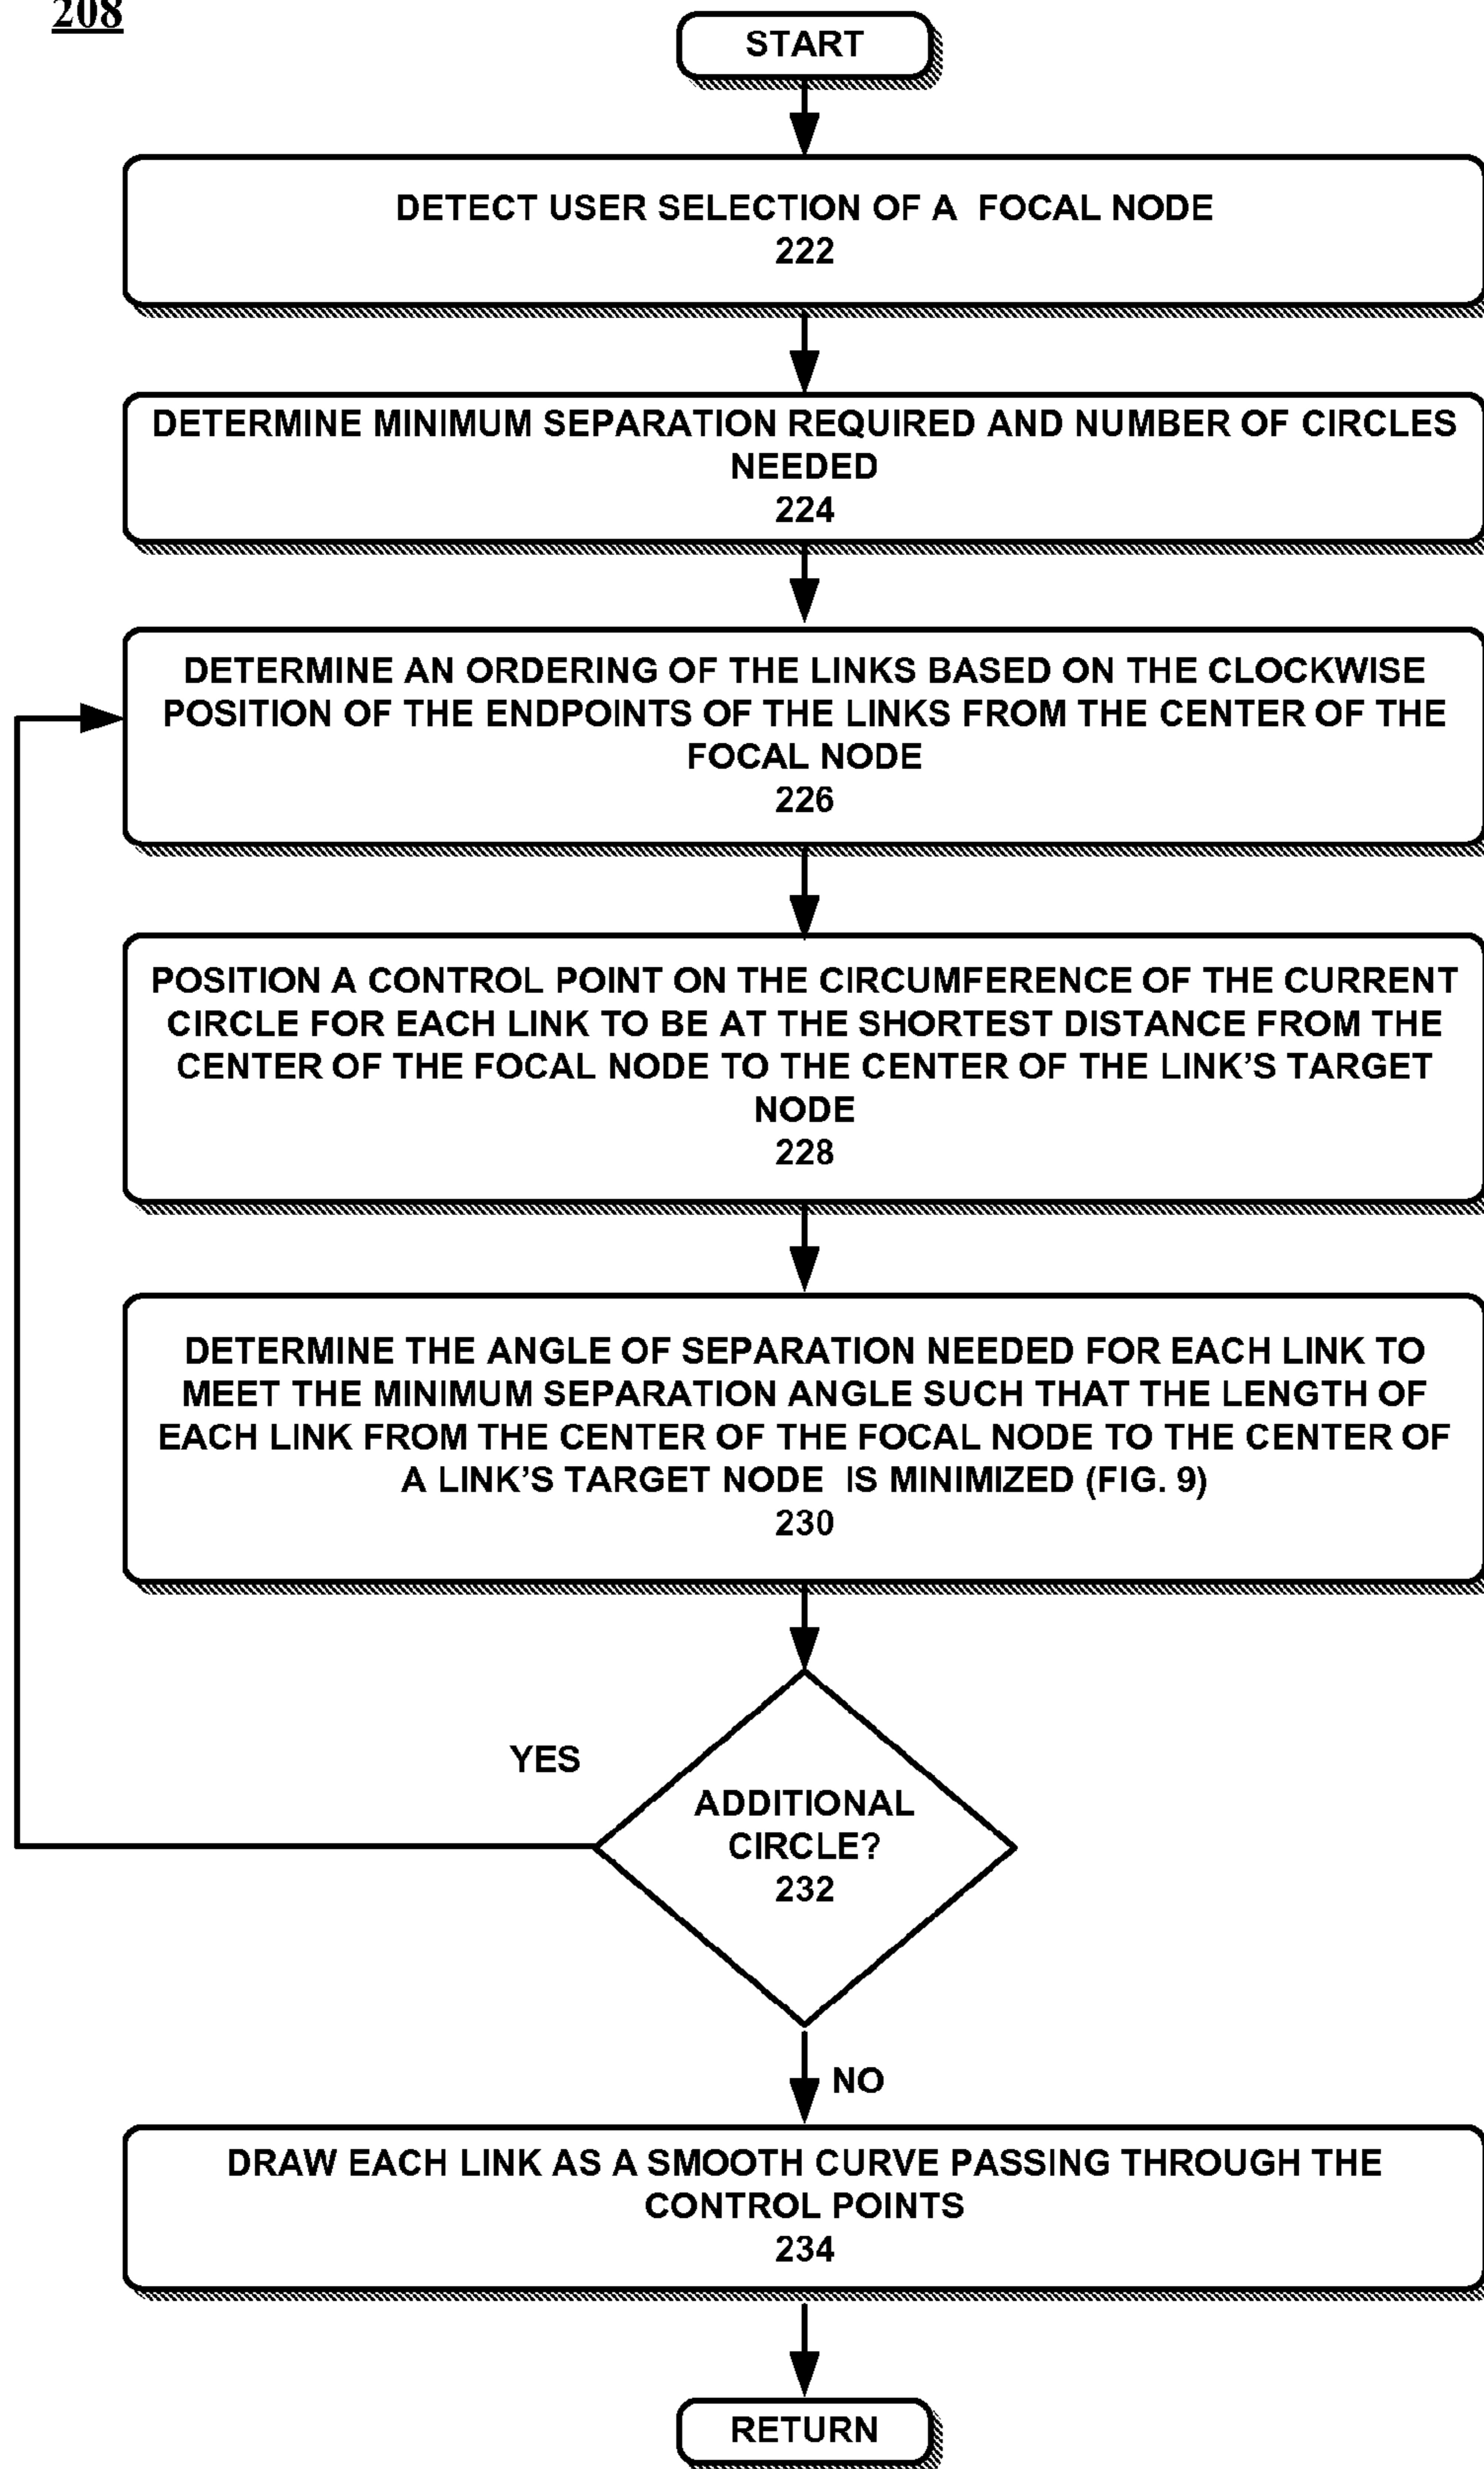 208
START
DETECT USER SELECTION OF A FOCAL NODE
222
DETERMINE MINIMUM SEPARATION REQUIRED AND NUMBER OF CIRCLES
NEEDED
224
DETERMINE AN ORDERING OF THE LINKS BASED ON THE CLOCKWISE
POSITION OF THE ENDPOINTS OF THE LINKS FROM THE CENTER OF THE
FOCAL NODE
226
POSITION A CONTROL POINT ON THE CIRCUMFERENCE OF THE CURRENT
CIRCLE FOR EACH LINK TO BE AT THE SHORTEST DISTANCE FROM THE
CENTER OF THE FOCAL NODE TO THE CENTER OF THE LINK'S TARGET
NODE
228
DETERMINE THE ANGLE OF SEPARATION NEEDED FOR EACH LINK TO
MEET THE MINIMUM SEPARATION ANGLE SUCH THAT THE LENGTH OF
EACH LINK FROM THE CENTER OF THE FOCAL NODE TO THE CENTER OF
A LINK'S TARGET NODE IS MINIMIZED (FIG. 9)
230
YES
ADDITIONAL
CIRCLE?
232
NO
DRAW EACH LINK AS A SMOOTH CURVE PASSING THROUGH THE
CONTROL POINTS
234
RETURN